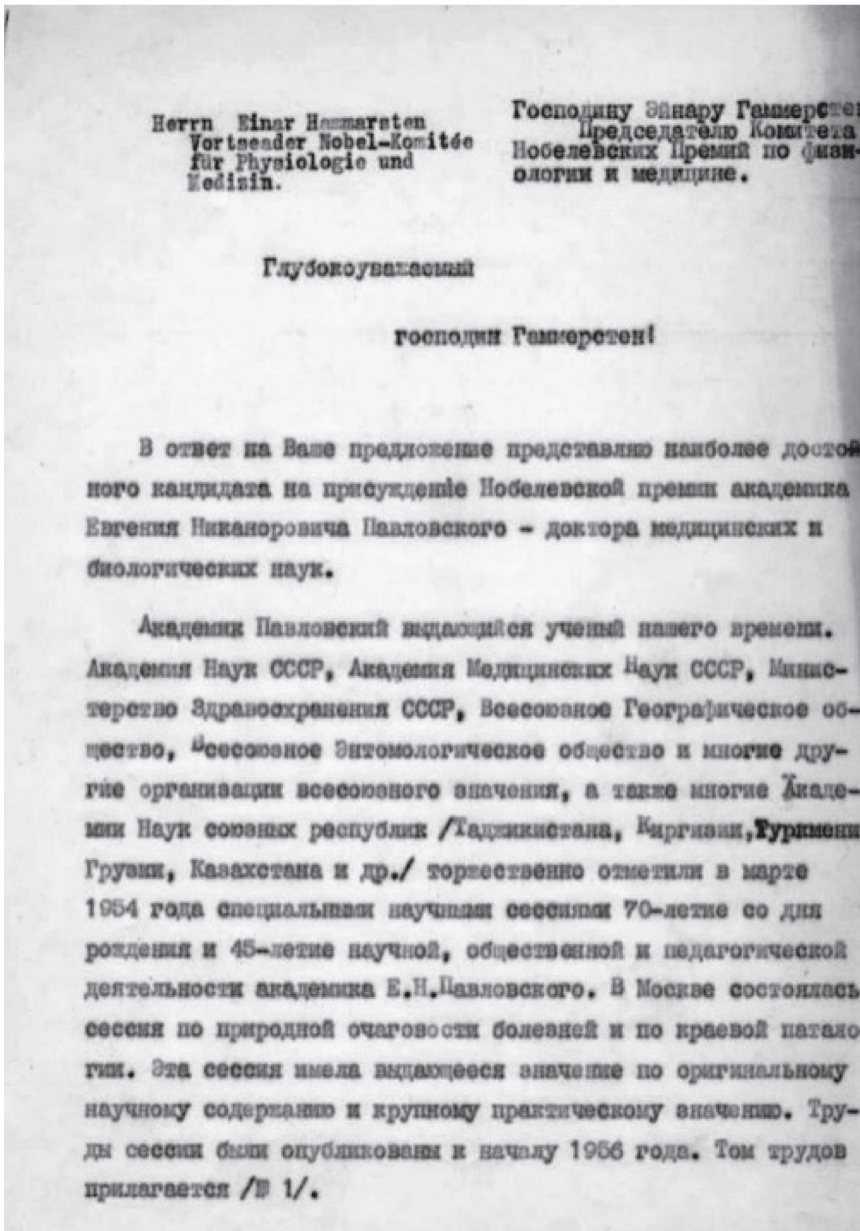 Herrn Einar Hammarsten
Vortseader Nobel-Komitée
für Physiologie und
Medizin.
Господину Эйнару Гаммерстен
Председателю Комитета
Нобелевских Премий по физи-
ологии и медицине.
Глубокоуважаемый
господин Гаммерстен!
В ответ на Ваше предложение представляю наиболее достой
ного кандидата на присуждение Нобелевской премии академика
Евгения Никаноровича Павловского - доктора медицинских и
биологических наук.
Академик Павловский выдающийся ученый нашего времени.
Академия Наук СССР, Академия Медицинских Наук СССР, Минис-
терство Здравоохранения СССР, Всесоюзное Географическое об-
щество, Всесоюзное Энтомологическое общество и многие дру-
гие организации всесоюзного значения, а также многие Акаде-
мии Наук союзных республик /Таджикистана, Киргизии, Туркмени
Грузии, Казахстана и др./ торжественно отметили в марте
1954 года специальными научными сессиями 70-летие со дня
рождения и 45-летие научной, общественной и педагогической
деятельности академика Е.Н.Павловского. В Москве состоялась
сессия по природной очаговости болезней и по краевой патало
гии. Эта сессия имела выдающееся значение по оригинальному
научному содержанию и крупному практическому значению. Тру-
ды сессии были опубликованы к началу 1956 года. Том трудов
прилагается /№ 1/.